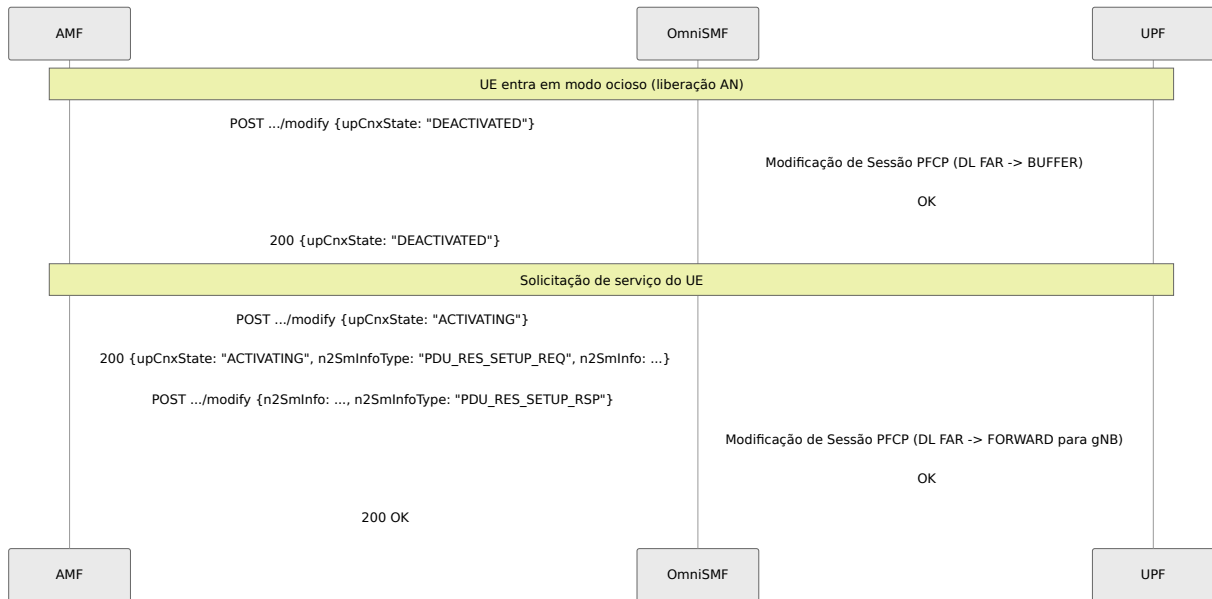 AMF
OmniSMF
UPF
UE entra em modo ocioso (liberação AN)
POST .../modify {upCnxState: "DEACTIVATED"}
Modificação de Sessão PFCP (DL FAR -> BUFFER)
OK
200 {upCnxState: "DEACTIVATED"}
Solicitação de serviço do UE
POST .../modify {upCnxState: "ACTIVATING"}
200 {upCnxState: "ACTIVATING", n2SmInfoType: "PDU_RES_SETUP_REQ", n2SmInfo: ...}
POST .../modify {n2SmInfo: ..., n2SmInfoType: "PDU_RES_SETUP_RSP"}
Modificação de Sessão PFCP (DL FAR -> FORWARD para gNB)
OK
200 OK
AMF
OmniSMF
UPF